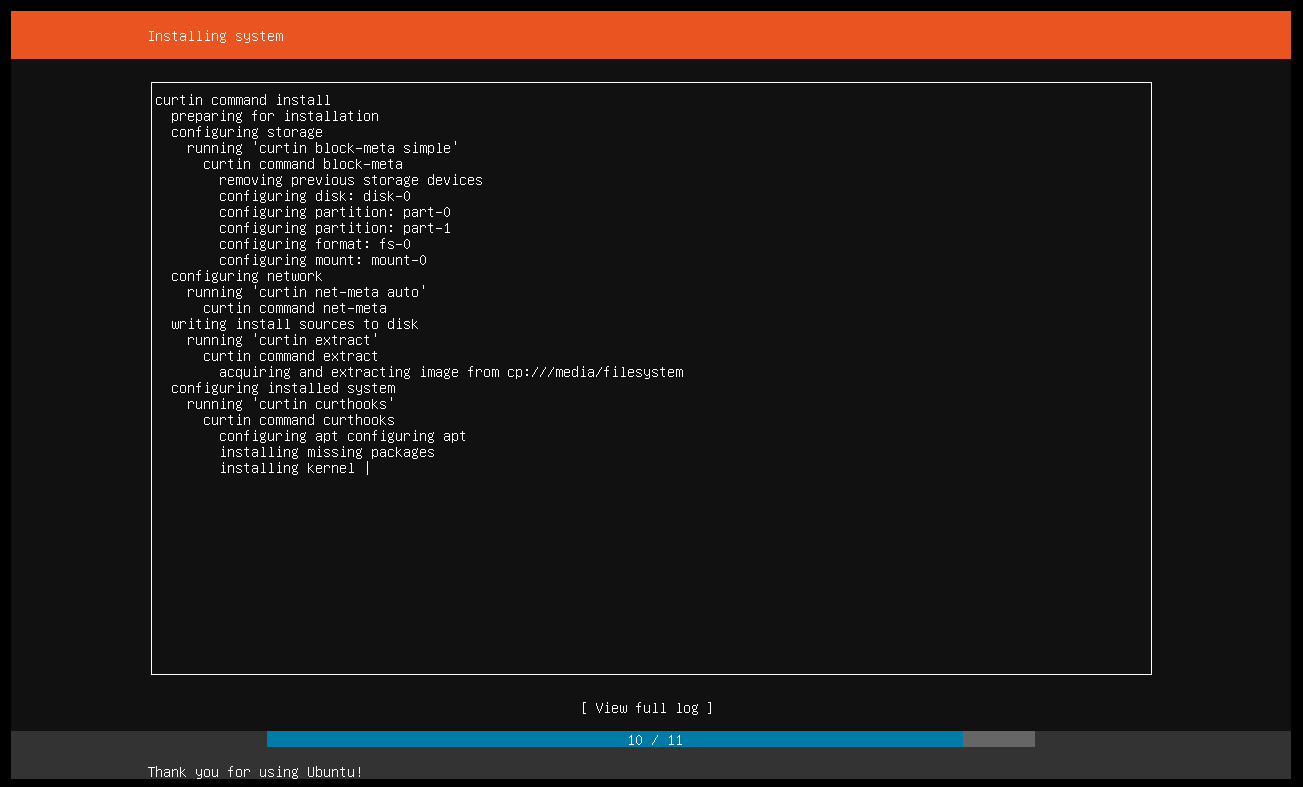 Installing system
curtin command install
preparing for installation
configuring storage
running 'curtin block-meta simple'
curtin command block-meta
removing previous storage devices
configuring disk: disk-0
configuring partition: part-0
configuring partition: part-1
configuring format: fs-0
configuring mount: mount-0
configuring network
running 'curtin net-meta auto'
curtin command net-meta
writing install sources to disk
running 'curtin extract'
curtin command extract
acquiring and extracting image from cp:///media/filesystem
configuring installed system
running 'curtin curthooks'
curtin command curthooks
configuring apt configuring apt
installing missing packages
installing kernel |
[ View full log ]
10 / 11
Thank you for using Ubuntu!